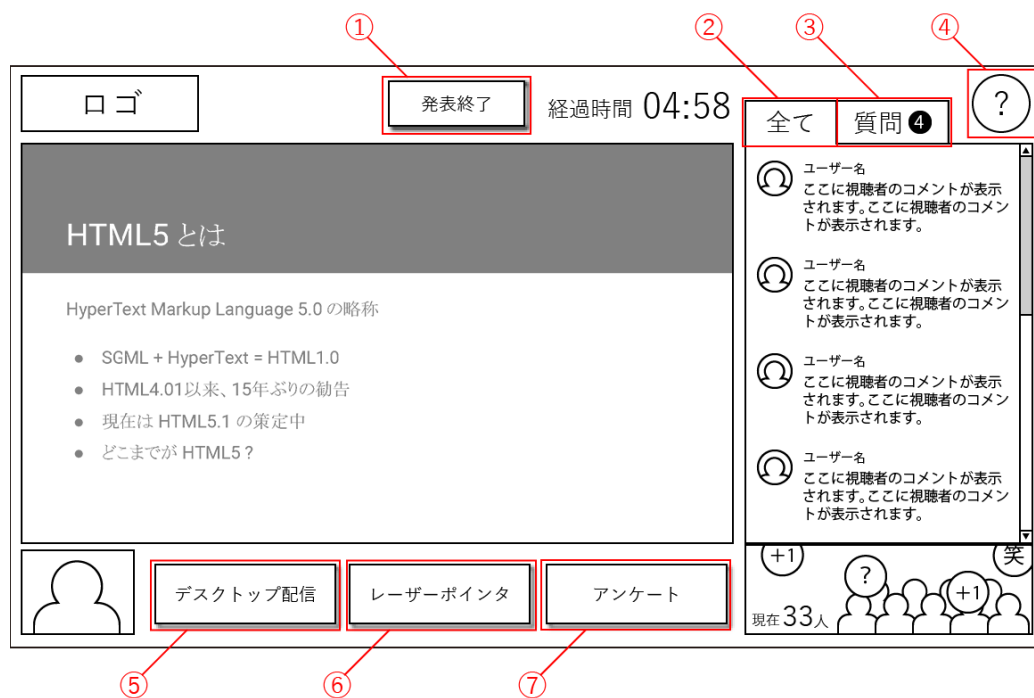 ① ② ③ ④
ロゴ
発表終了
経過時間 04:58
全て
質問 4
?
HTML5 とは
HyperText Markup Language 5.0 の略称
● SGML + HyperText = HTML1.0
● HTML4.01以来、15年ぶりの勧告
● 現在は HTML5.1 の策定中
● どこまでが HTML5 ?
ユーザー名
ここに視聴者のコメントが表示
されます。ここに視聴者のコメン
トが表示されます。
ユーザー名
ここに視聴者のコメントが表示
されます。ここに視聴者のコメン
トが表示されます。
ユーザー名
ここに視聴者のコメントが表示
されます。ここに視聴者のコメン
トが表示されます。
ユーザー名
ここに視聴者のコメントが表示
されます。ここに視聴者のコメン
トが表示されます。
デスクトップ配信
レーザーポインタ
アンケート
+1
笑
?
+1
現在33人
⑤ ⑥ ⑦